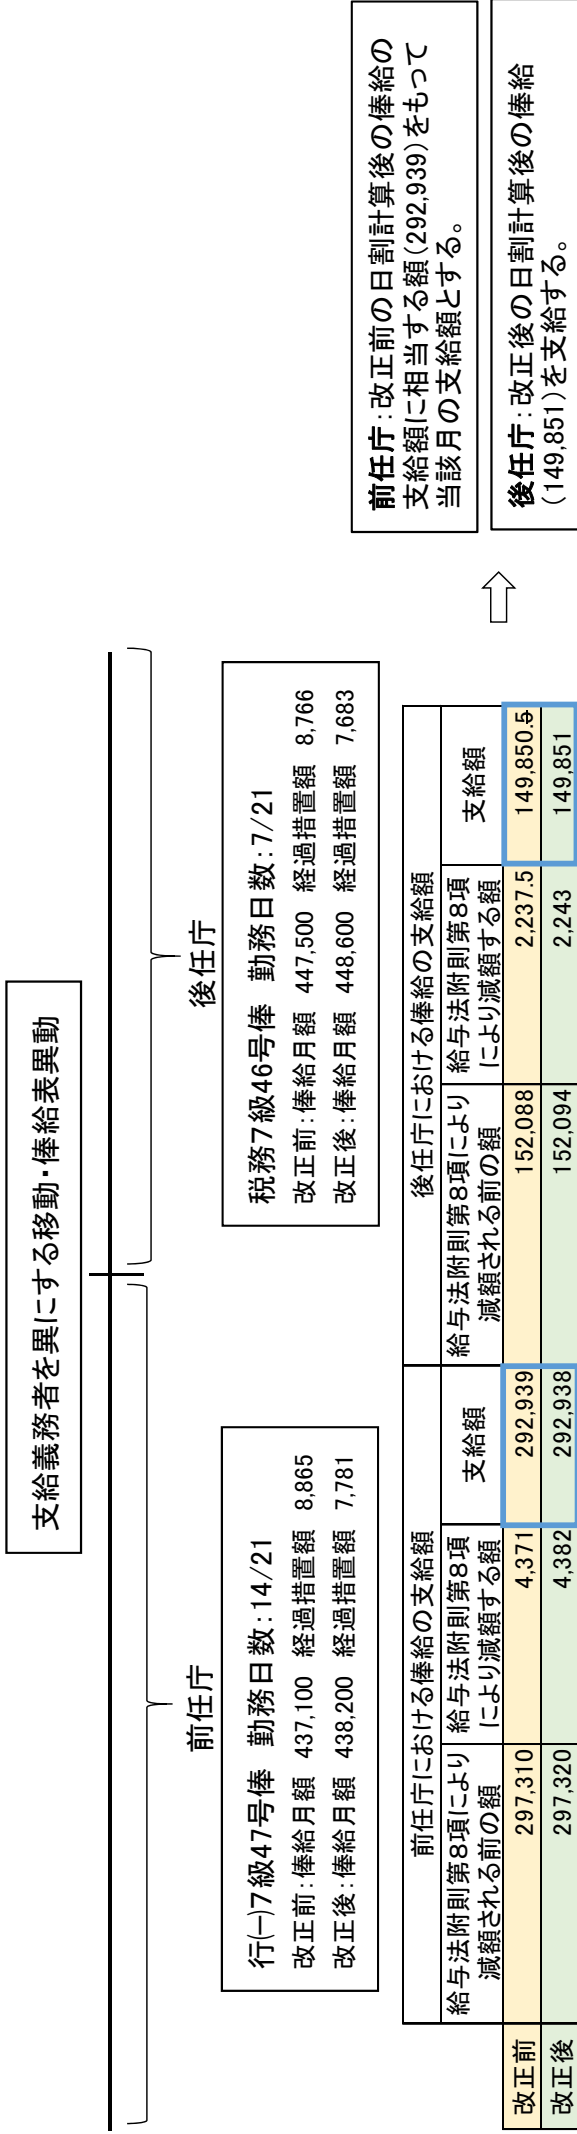 支給義務者を異にする移動・俸給表異動
前任庁
後任庁
行(一)7級47号俸 勤務日数:14/21
改正前:俸給月額 437,100 経過措置額 8,865
改正後:俸給月額 438,200 経過措置額 7,781
税務7級46号俸 勤務日数:7/21
改正前:俸給月額 447,500 経過措置額 8,766
改正後:俸給月額 448,600 経過措置額 7,683
前任庁における俸給の支給額 後任庁における俸給の支給額
給与法附則第8項により
減額される前の額
給与法附則第8項
により減額する額
支給額
給与法附則第8項により
減額される前の額
給与法附則第8項
により減額する額
支給額
改正前 297,310 4,371 292,939 152,088 2,237.5 149,850.5
改正後 297,320 4,382 292,938 152,094 2,243 149,851
前任庁:改正前の日割計算後の俸給の
支給額に相当する額(292,939)をもって
当該月の支給額とする。
後任庁:改正後の日割計算後の俸給
(149,851)を支給する。